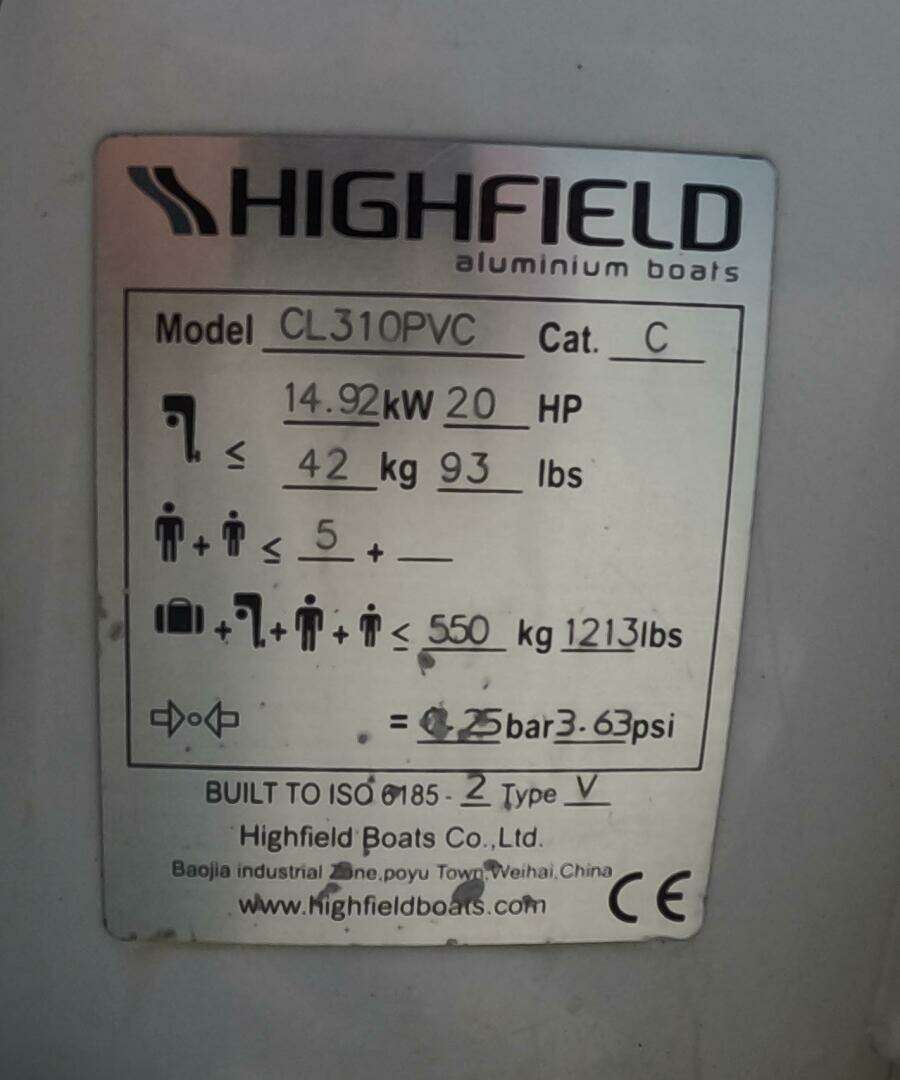 HIGHFIELD
aluminium boats
Model CL310PVC Cat. C
14.92kW 20 HP
≤ 42 kg 93 lbs
+ ≤ 5 +
+ + + ≤ 550 kg 1213lbs
= 0.25bar3.63psi
BUILT TO ISO 6185 - 2 Type V
Highfield Boats Co.,Ltd.
Baojia industrial Zone,poyu Town,Weihai,China
www.highfieldboats.com
CE